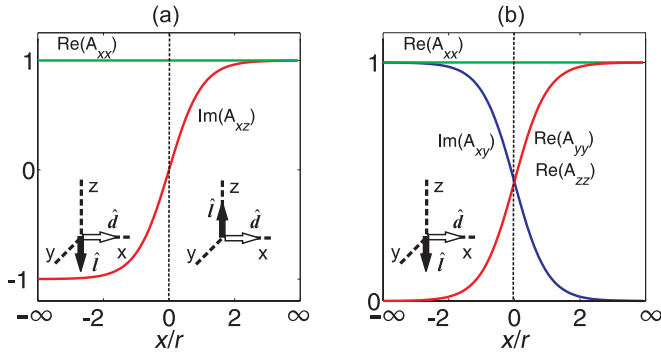 (a)
(b)
Re(A_xx)
Re(A_xx)
1
1
Im(A_xz)
Im(A_xy)
Re(A_yy)
Re(A_zz)
0
z
z
z
l̂
d̂
d̂
d̂
y
x
y
x
y
x
l̂
l̂
-1
0
−∞
-2
0
2
∞
−∞
-2
0
2
∞
x/r
x/r